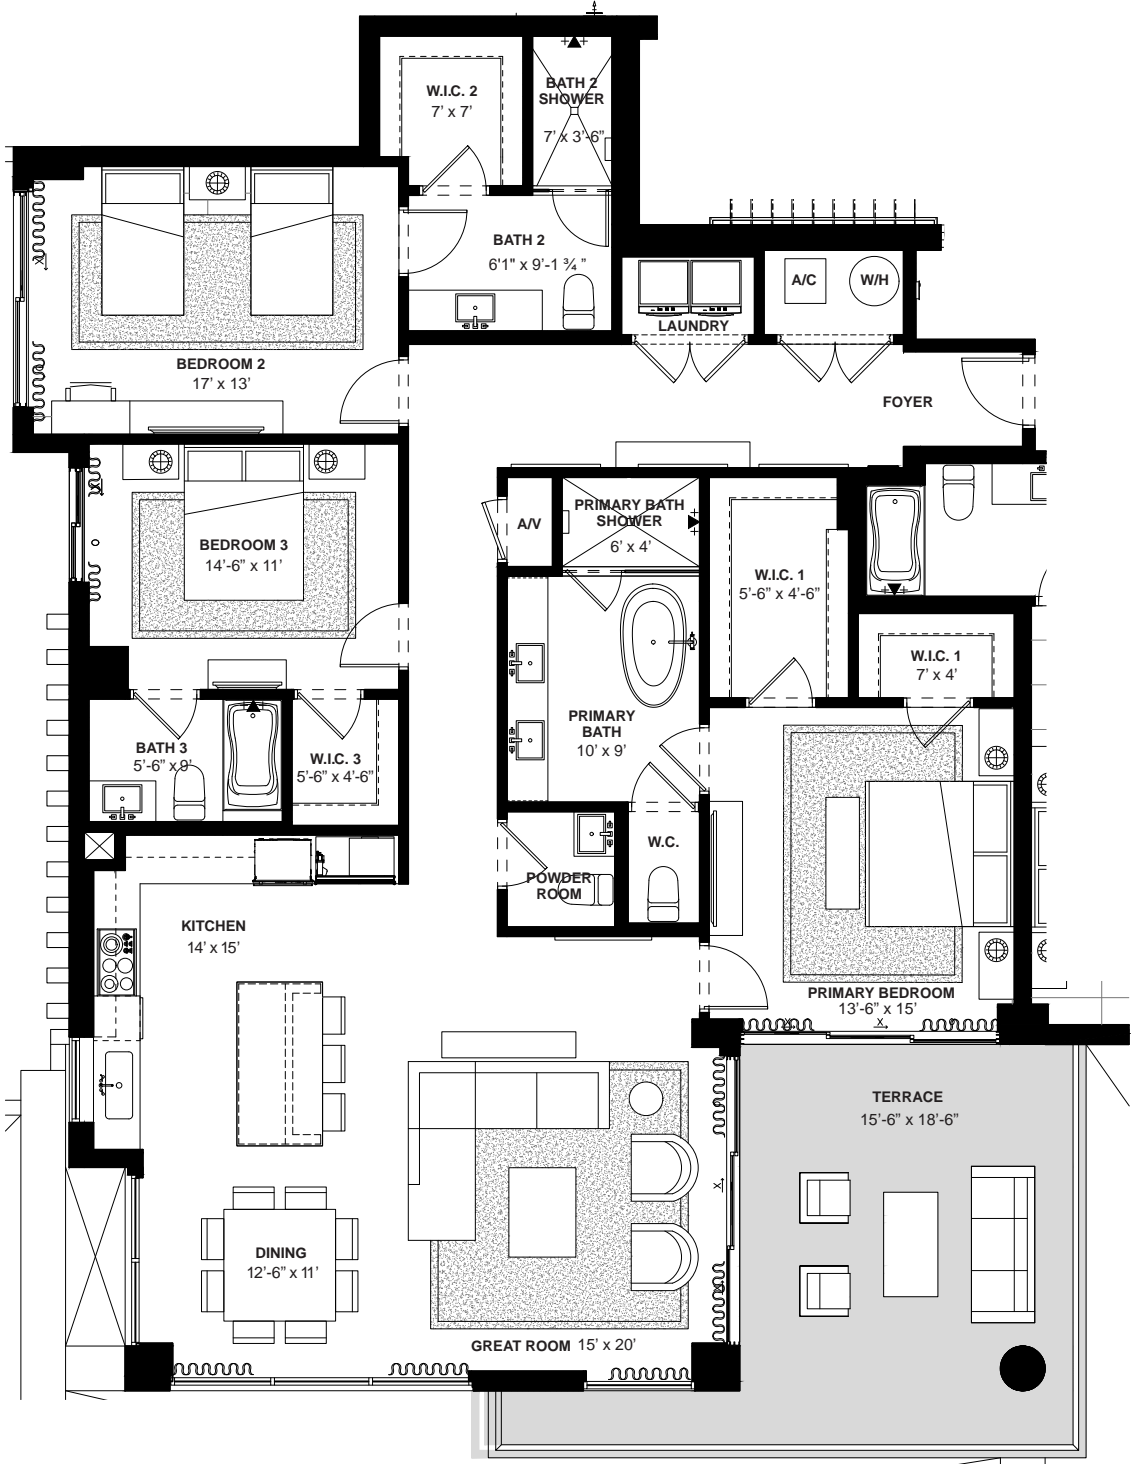 W.I.C. 2
7' x 7'
BATH 2
SHOWER
7' x 3'-6"
BATH 2
6'1" x 9'-1 ¾ "
A/C
W/H
LAUNDRY
BEDROOM 2
17' x 13'
FOYER
A/V
PRIMARY BATH
SHOWER
6' x 4'
BEDROOM 3
14'-6" x 11'
W.I.C. 1
5'-6" x 4'-6"
W.I.C. 1
7' x 4'
PRIMARY
BATH
10' x 9'
BATH 3
5'-6" x 9'
W.I.C. 3
5'-6" x 4'-6"
W.C.
POWDER
ROOM
KITCHEN
14' x 15'
PRIMARY BEDROOM
13'-6" x 15'
TERRACE
15'-6" x 18'-6"
DINING
12'-6" x 11'
GREAT ROOM 15' x 20'